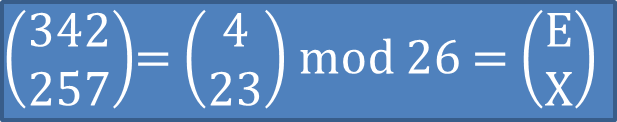 (342 257) = (4 23) mod 26 = (E X)